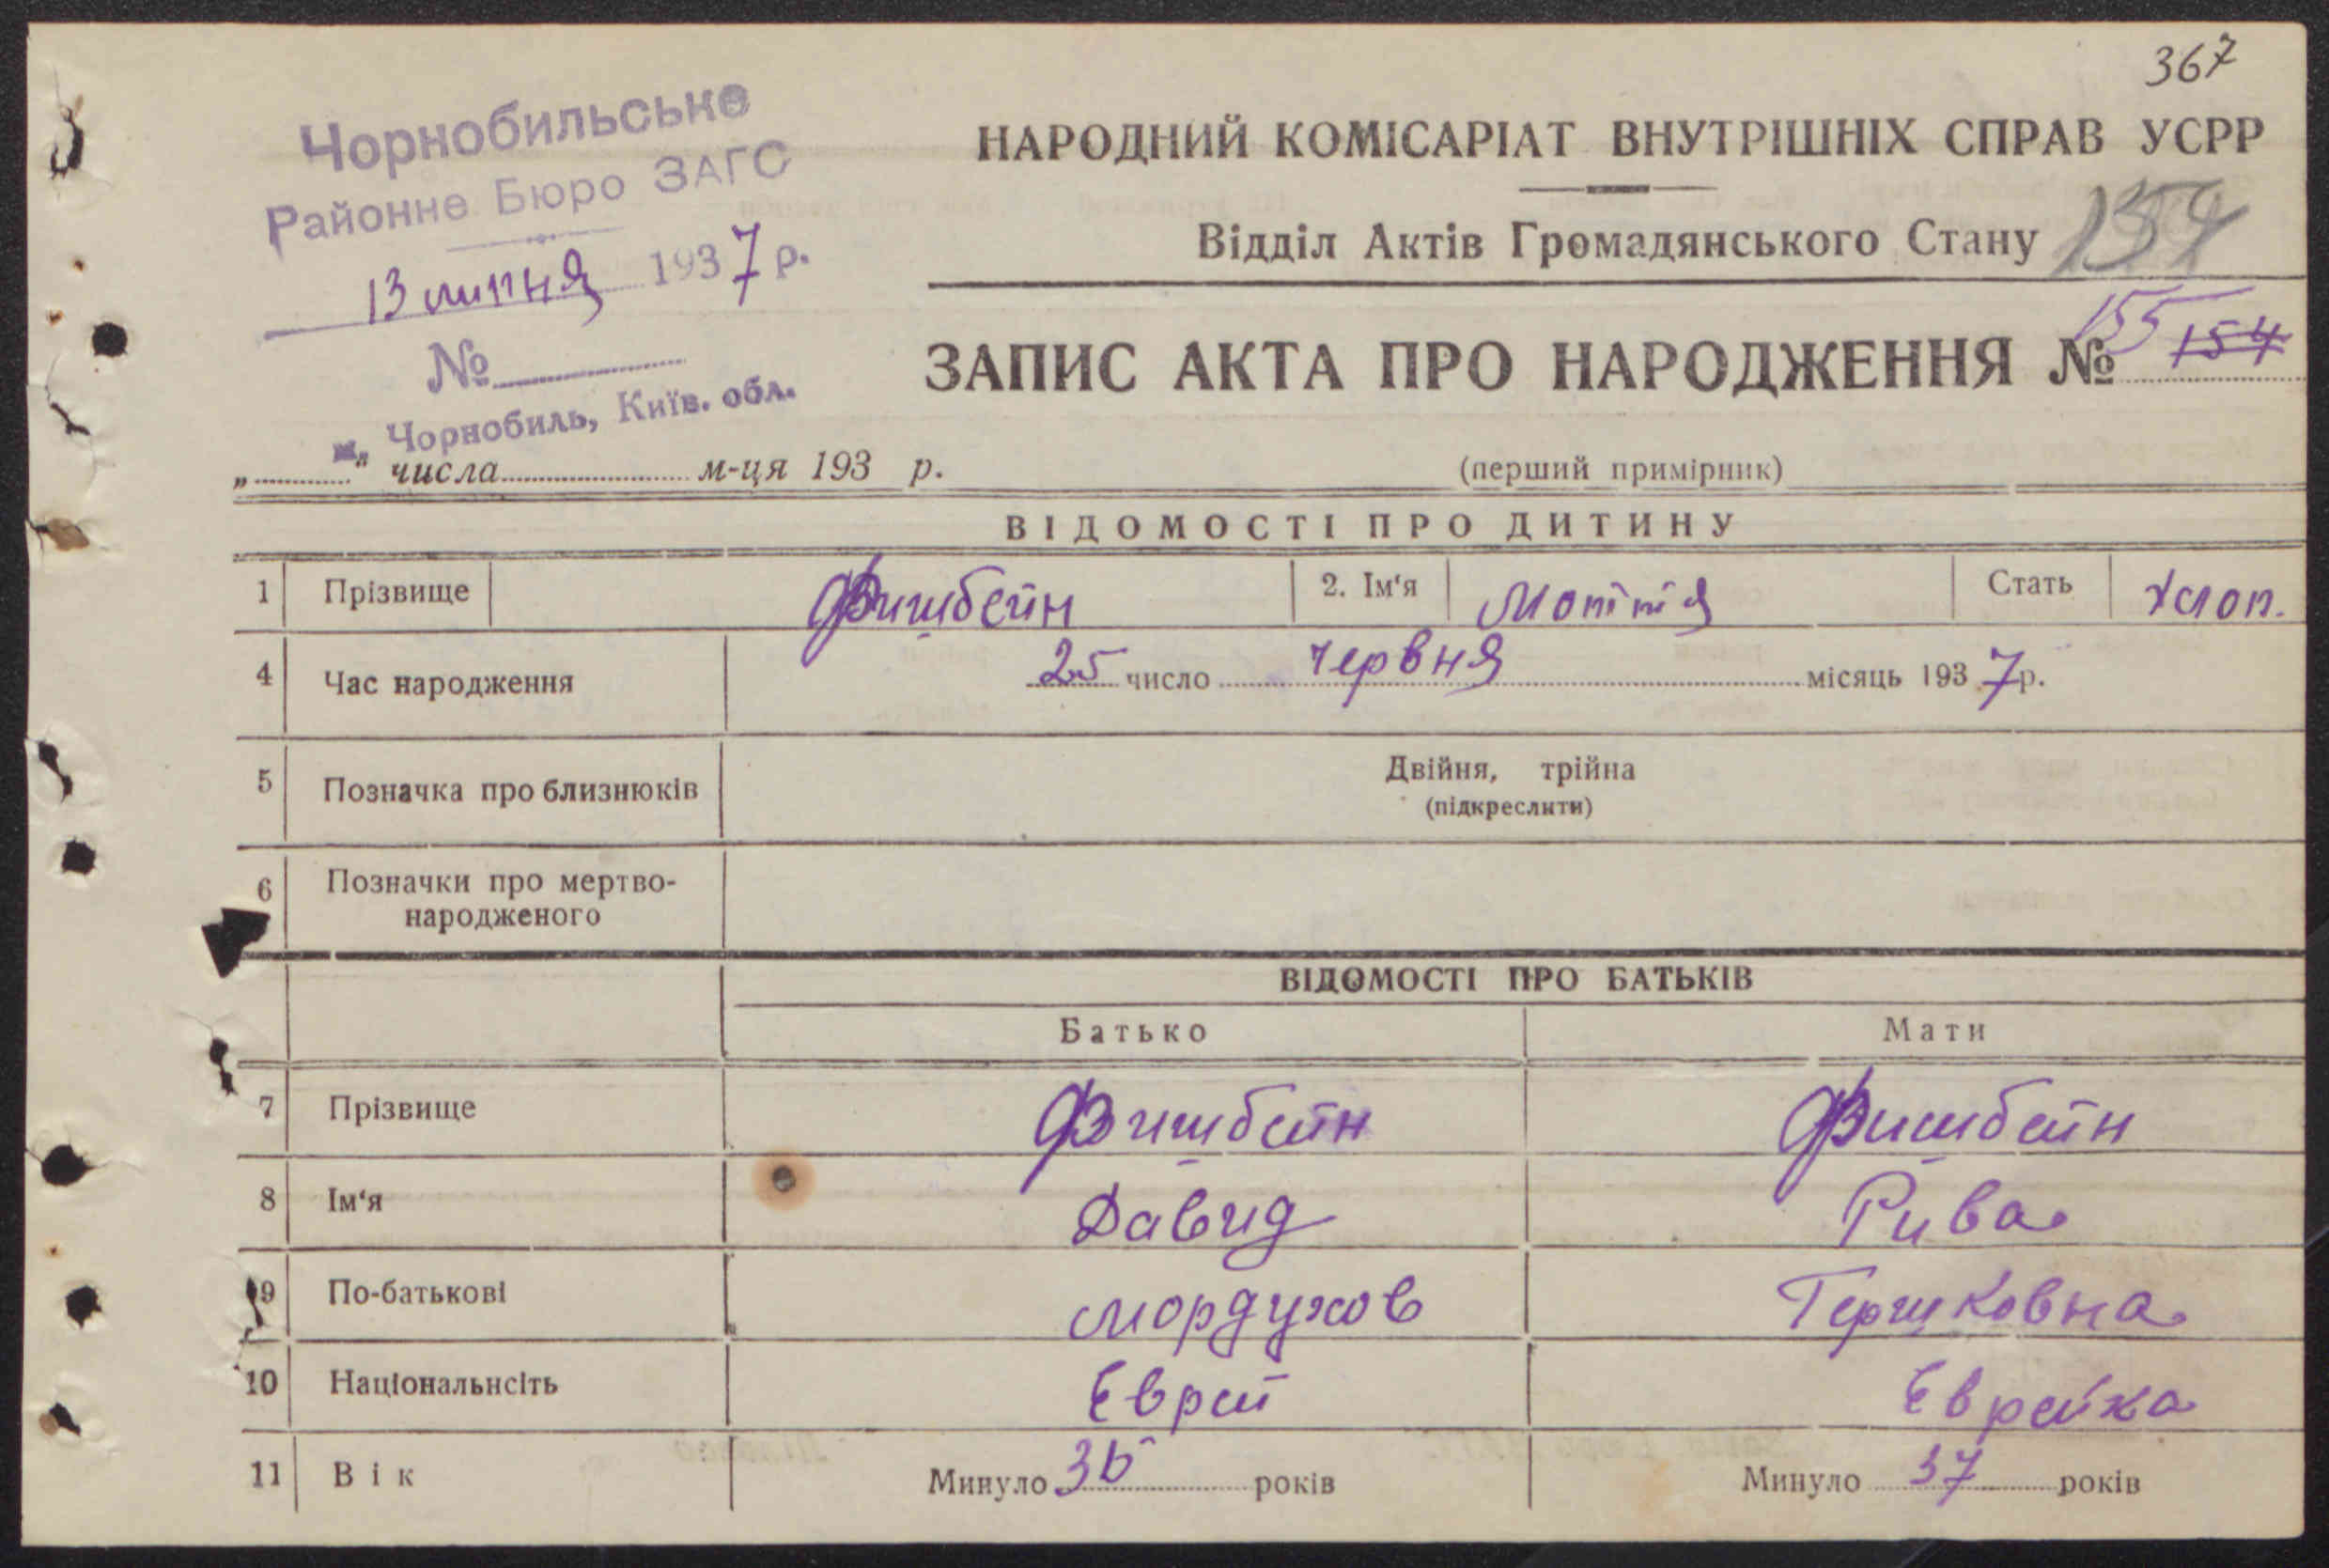 367
Чорнобильське
Районне Бюро ЗАГС
13 липня 1937 р.
№
м. Чорнобиль, Київ. обл.
НАРОДНИЙ КОМІСАРІАТ ВНУТРІШНІХ СПРАВ УСРР
Відділ Актів Громадянського Стану
ЗАПИС АКТА ПРО НАРОДЖЕННЯ № 155 154
„ “ числа м-ця 193 р.
(перший примірник)
ВІДОМОСТІ ПРО ДИТИНУ
1 Прізвище Фишбейн 2. Ім‘я Мотя Стать Хлоп.
4 Час народження 25 число червня місяць 1937р.
5 Позначка про близнюків Двійня, трійна
(підкреслити)
6 Позначки про мертво-
народженого
ВІДОМОСТІ ПРО БАТЬКІВ
Батько Мати
7 Прізвище Фишбейн Фишбейн
8 Ім‘я Давид Рива
9 По-батькові Мордухов Гершковна
10 Національнсіть Еврей Еврейка
11 Вік Минуло років Минуло 37 років